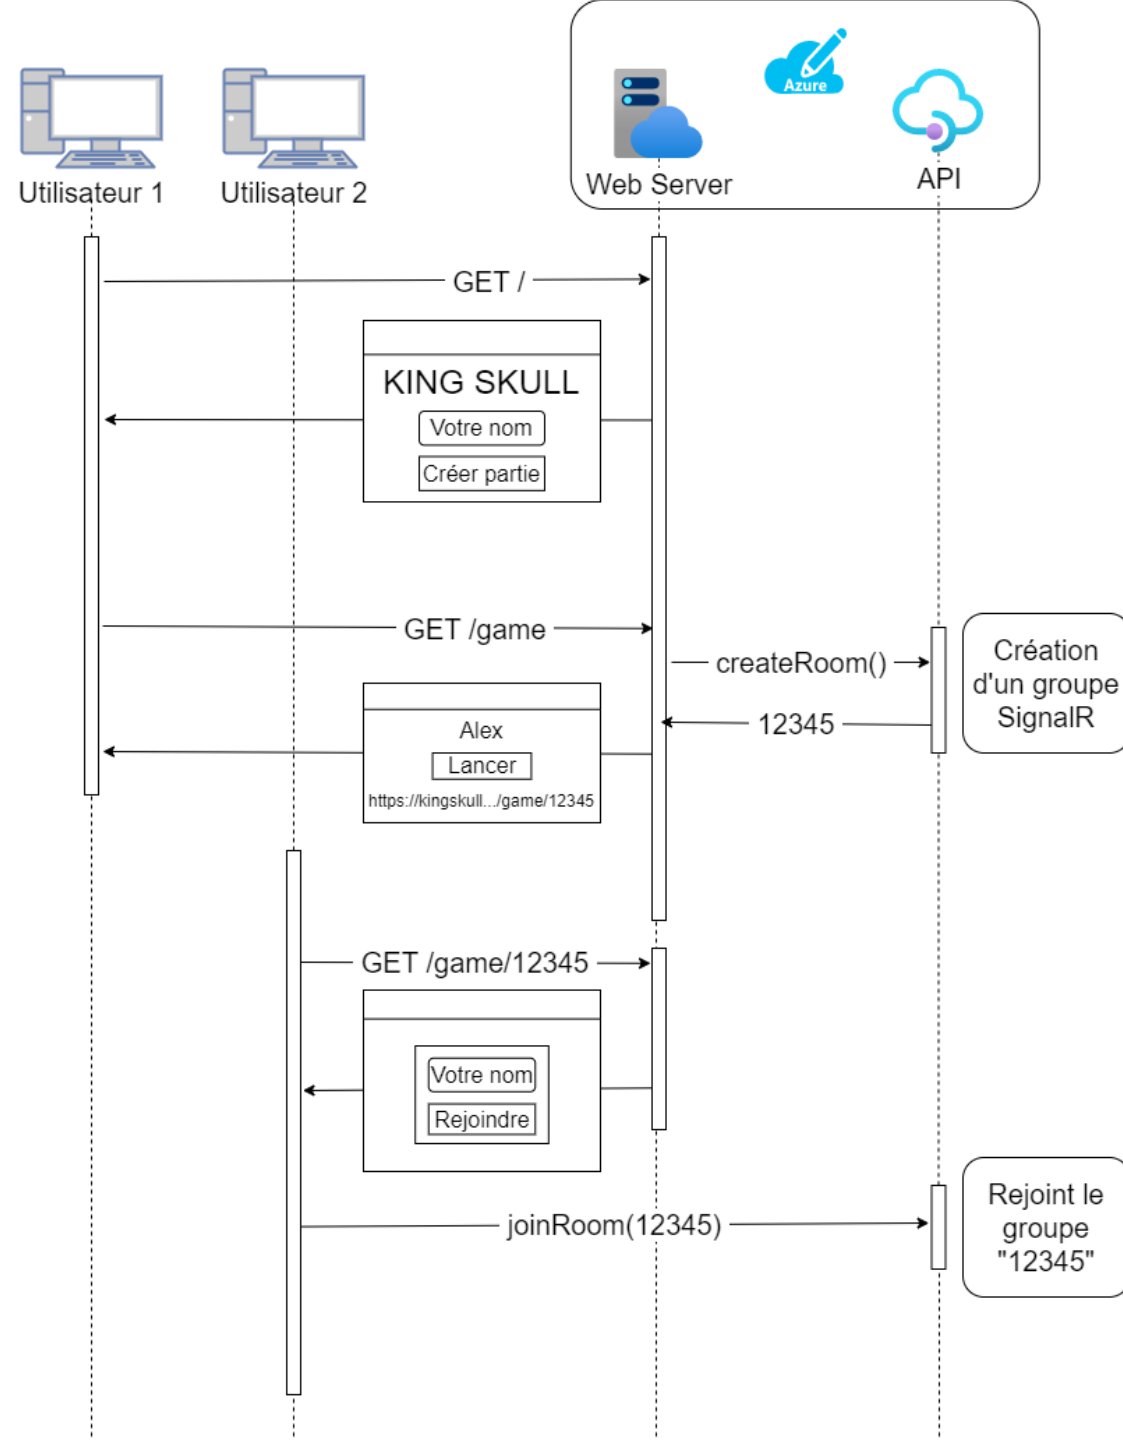 Azure
Utilisateur 1
Utilisateur 2
Web Server
API
GET /
KING SKULL
Votre nom
Créer partie
GET /game
createRoom()
Création
d'un groupe
SignalR
12345
Alex
Lancer
https://kingskull.../game/12345
GET /game/12345
Votre nom
Rejoindre
joinRoom(12345)
Rejoint le
groupe
"12345"